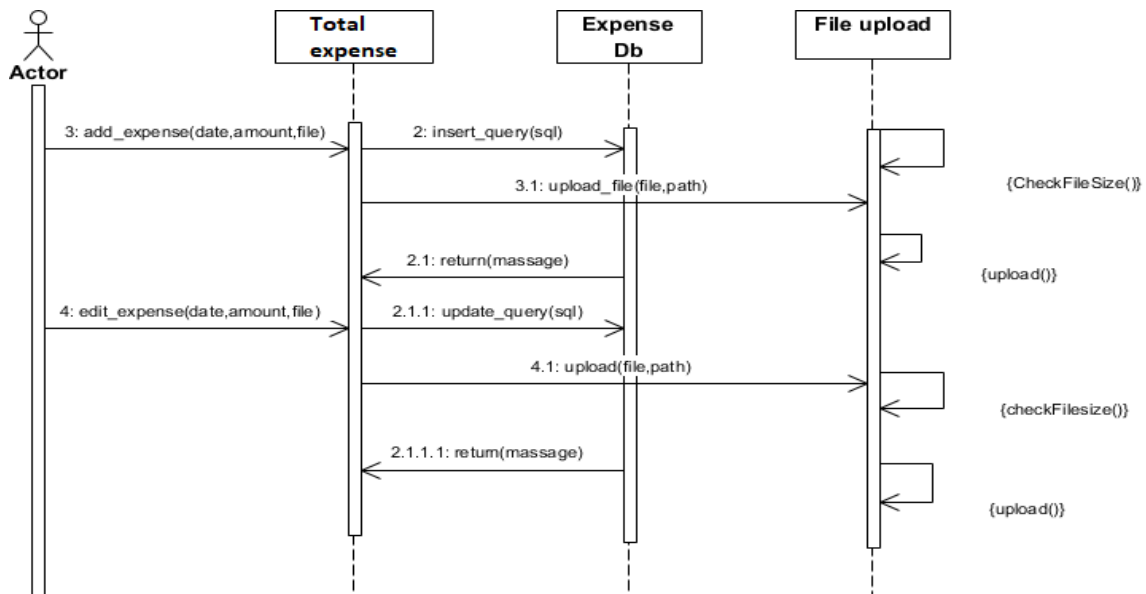 Actor
Total
expense
Expense
Db
File upload
3: add_expense(date,amount,file)
2: insert_query(sql)
{CheckFileSize()}
3.1: upload_file(file,path)
2.1: return(massage)
{upload()}
4: edit_expense(date,amount,file)
2.1.1: update_query(sql)
4.1: upload(file,path)
{checkFilesize()}
2.1.1.1: return(massage)
{upload()}